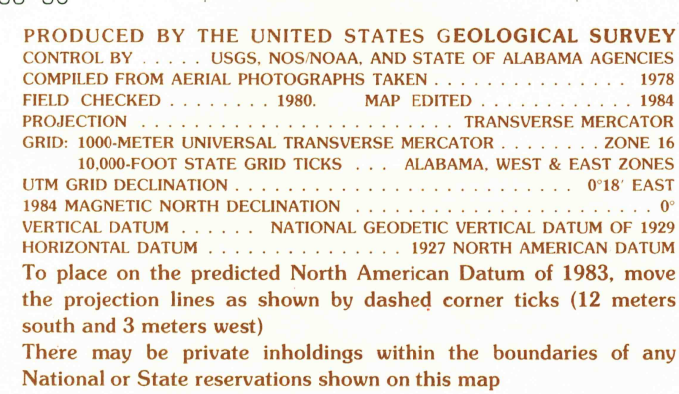 PRODUCED BY THE UNITED STATES GEOLOGICAL SURVEY
CONTROL BY . . . . . USGS, NOS/NOAA, AND STATE OF ALABAMA AGENCIES
COMPILED FROM AERIAL PHOTOGRAPHS TAKEN . . . . . . . . . . . . . . . 1978
FIELD CHECKED . . . . . . . . 1980. MAP EDITED . . . . . . . . . . . . 1984
PROJECTION . . . . . . . . . . . . . . . . . . . . . . . . . . TRANSVERSE MERCATOR
GRID: 1000-METER UNIVERSAL TRANSVERSE MERCATOR . . . . . . . . ZONE 16
10,000-FOOT STATE GRID TICKS . . . ALABAMA, WEST & EAST ZONES
UTM GRID DECLINATION . . . . . . . . . . . . . . . . . . . . . . . . . . . . 0°18′ EAST
1984 MAGNETIC NORTH DECLINATION . . . . . . . . . . . . . . . . . . . . . . . . 0°
VERTICAL DATUM . . . . . . NATIONAL GEODETIC VERTICAL DATUM OF 1929
HORIZONTAL DATUM . . . . . . . . . . . . . . . 1927 NORTH AMERICAN DATUM
To place on the predicted North American Datum of 1983, move
the projection lines as shown by dashed corner ticks (12 meters
south and 3 meters west)
There may be private inholdings within the boundaries of any
National or State reservations shown on this map